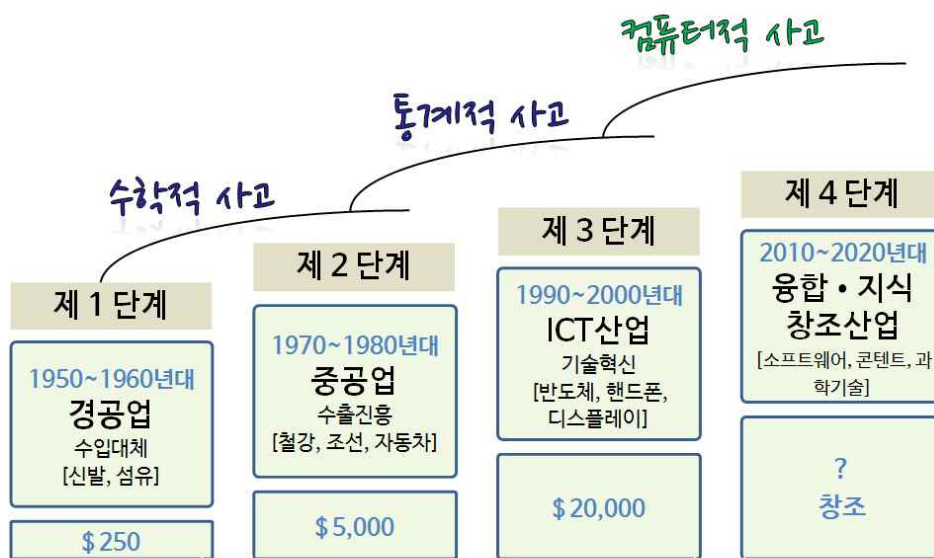 컴퓨터적 사고
통계적 사고
수학적 사고
제 1 단계
1950~1960년대
경공업
수입대체
[신발, 섬유]
$250
제 2 단계
1970~1980년대
중공업
수출진흥
[철강, 조선, 자동차]
$5,000
제 3 단계
1990~2000년대
ICT산업
기술혁신
[반도체, 핸드폰,
디스플레이]
$20,000
제 4 단계
2010~2020년대
융합 • 지식
창조산업
[소프트웨어, 콘텐트, 과
학기술]
?
창조